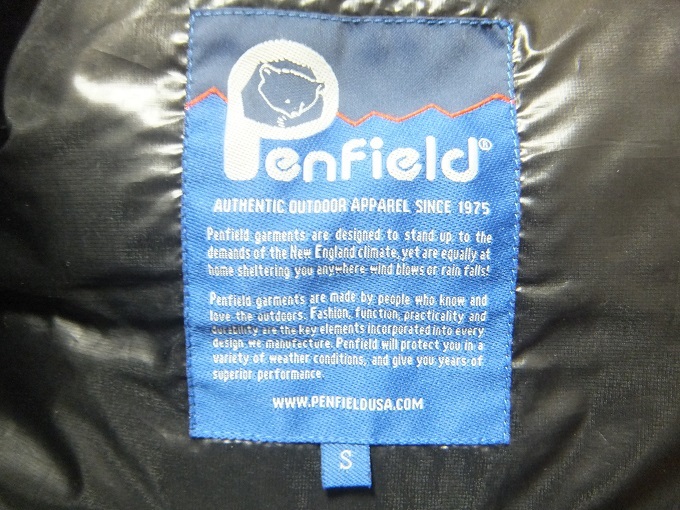 Penfield®
AUTHENTIC OUTDOOR APPAREL SINCE 1975
Penfield garments are designed to stand up to the
demands of the New England climate, yet are equally at
home sheltering you anywhere wind blows or rain falls!
Penfield garments are made by people who know and
love the outdoors. Fashion, function, practicality and
durability are the key elements incorporated into every
design we manufacture. Penfield will protect you in a
variety of weather conditions, and give you years of
superior performance.
WWW.PENFIELDUSA.COM
S